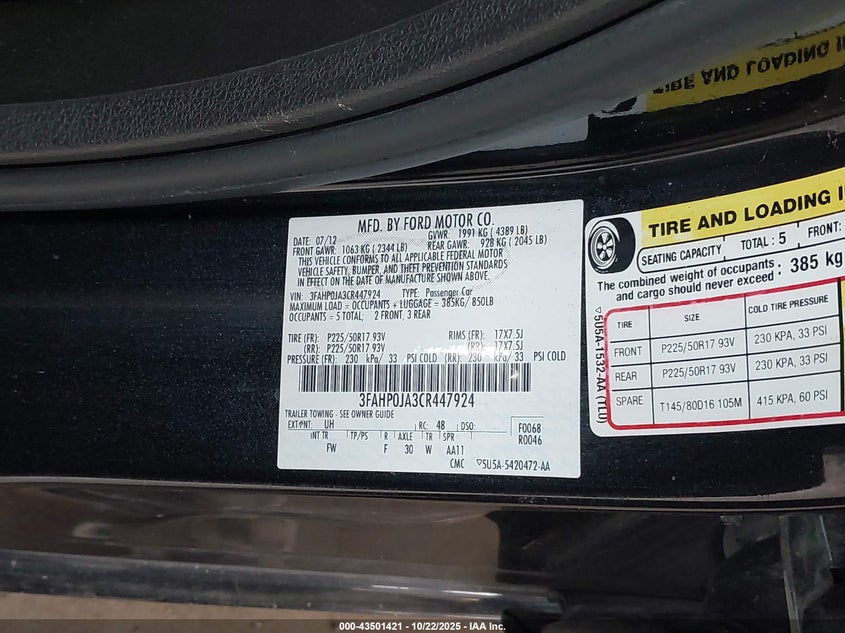 MFD. BY FORD MOTOR CO.
DATE: 07/12 GVWR: 1991 KG ( 4389 LB)
FRONT GAWR: 1063 KG ( 2344 LB) REAR GAWR: 928 KG ( 2045 LB)
THIS VEHICLE CONFORMS TO ALL APPLICABLE FEDERAL MOTOR
VEHICLE SAFETY, BUMPER, AND THEFT PREVENTION STANDARDS
IN EFFECT ON THE DATE OF MANUFACTURE SHOWN ABOVE.
VIN: 3FAHP0JA3CR447924 TYPE: Passenger Car
MAXIMUM LOAD = OCCUPANTS + LUGGAGE = 385KG/ 850LB
OCCUPANTS = 5 TOTAL; 2 FRONT, 3 REAR
TIRE (FR): P225/50R17 93V RIMS (FR): 17X7.5J
(RR): P225/50R17 93V (RR): 17X7.5J
PRESSURE (FR): 230 kPa/ 33 PSI COLD (RR): 230 kPa/ 33 PSI COLD
3FAHP0JA3CR447924
TRAILER TOWING - SEE OWNER GUIDE
EXT PNT: UH RC: 48 DSO: F0068
R0046
INT TR TP/PS R AXLE TR SPR
FW F 30 W AA11
CMC ▽5U5A-5420472-AA
TIRE AND LOADING I
SEATING CAPACITY TOTAL : 5 FRONT:
The combined weight of occupants
and cargo should never exceed : 385 kg
TIRE SIZE COLD TIRE PRESSURE
FRONT P225/50R17 93V 230 KPA, 33 PSI
REAR P225/50R17 93V 230 KPA, 33 PSI
SPARE T145/80D16 105M 415 KPA, 60 PSI
▽5U5A-1532-AA (TLU)
TIRE AND LOADING I
000-43501421 - 10/22/2025 - IAA Inc.